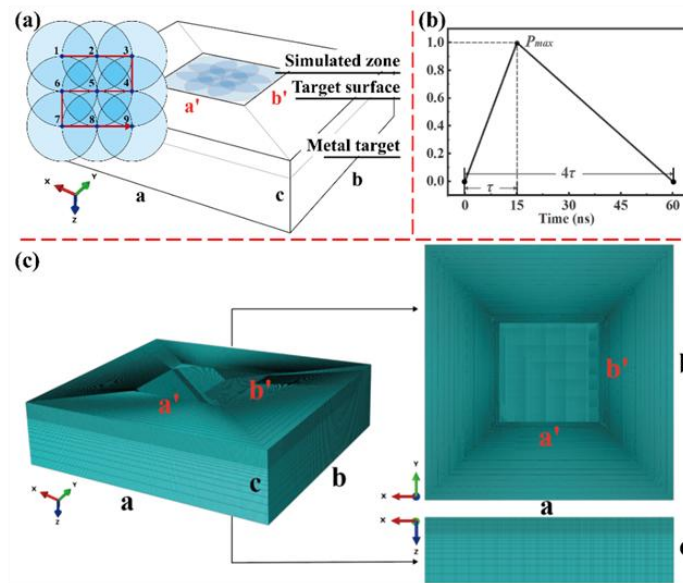 (a)
1 2 3
6 5 4
7 8 9
Simulated zone
Target surface
Metal target
a'
b'
a
c
b
X
Y
Z
(b)
P_max
1.0
0.8
0.6
0.4
0.2
0.0
4τ
τ
0 15 30 45 60
Time (ns)
(c)
a'
b'
a
c
b
X
Y
Z
a'
b'
b
a
Y
X
X
Z
c